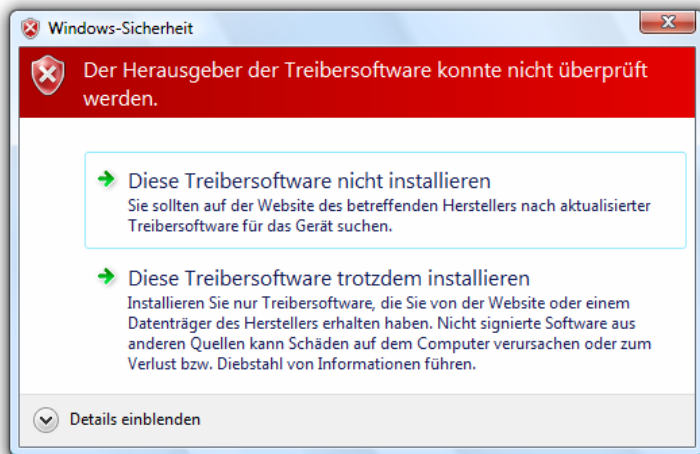 Windows-Sicherheit
Der Herausgeber der Treibersoftware konnte nicht überprüft
werden.
Diese Treibersoftware nicht installieren
Sie sollten auf der Website des betreffenden Herstellers nach aktualisierter
Treibersoftware für das Gerät suchen.
Diese Treibersoftware trotzdem installieren
Installieren Sie nur Treibersoftware, die Sie von der Website oder einem
Datenträger des Herstellers erhalten haben. Nicht signierte Software aus
anderen Quellen kann Schäden auf dem Computer verursachen oder zum
Verlust bzw. Diebstahl von Informationen führen.
Details einblenden